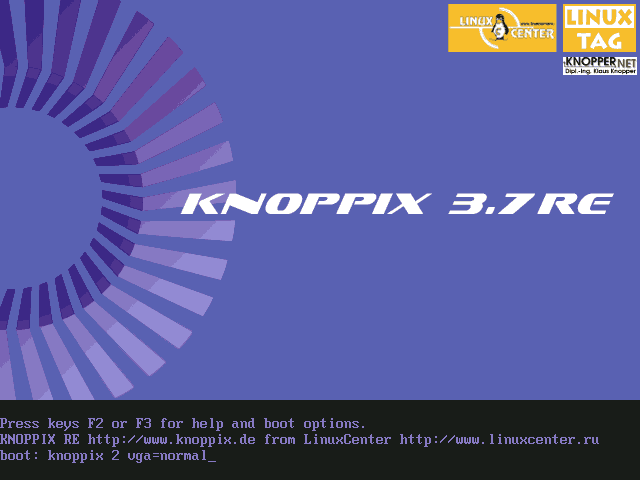 LINUX
CENTER
LINUX
TAG
KNOPPER.NET
Dipl.-Ing. Klaus Knopper
KNOPPIX 3.7 RE
Press keys F2 or F3 for help and boot options.
KNOPPIX RE http://www.knoppix.de from LinuxCenter http://www.linuxcenter.ru
boot: knoppix 2 vga=normal_